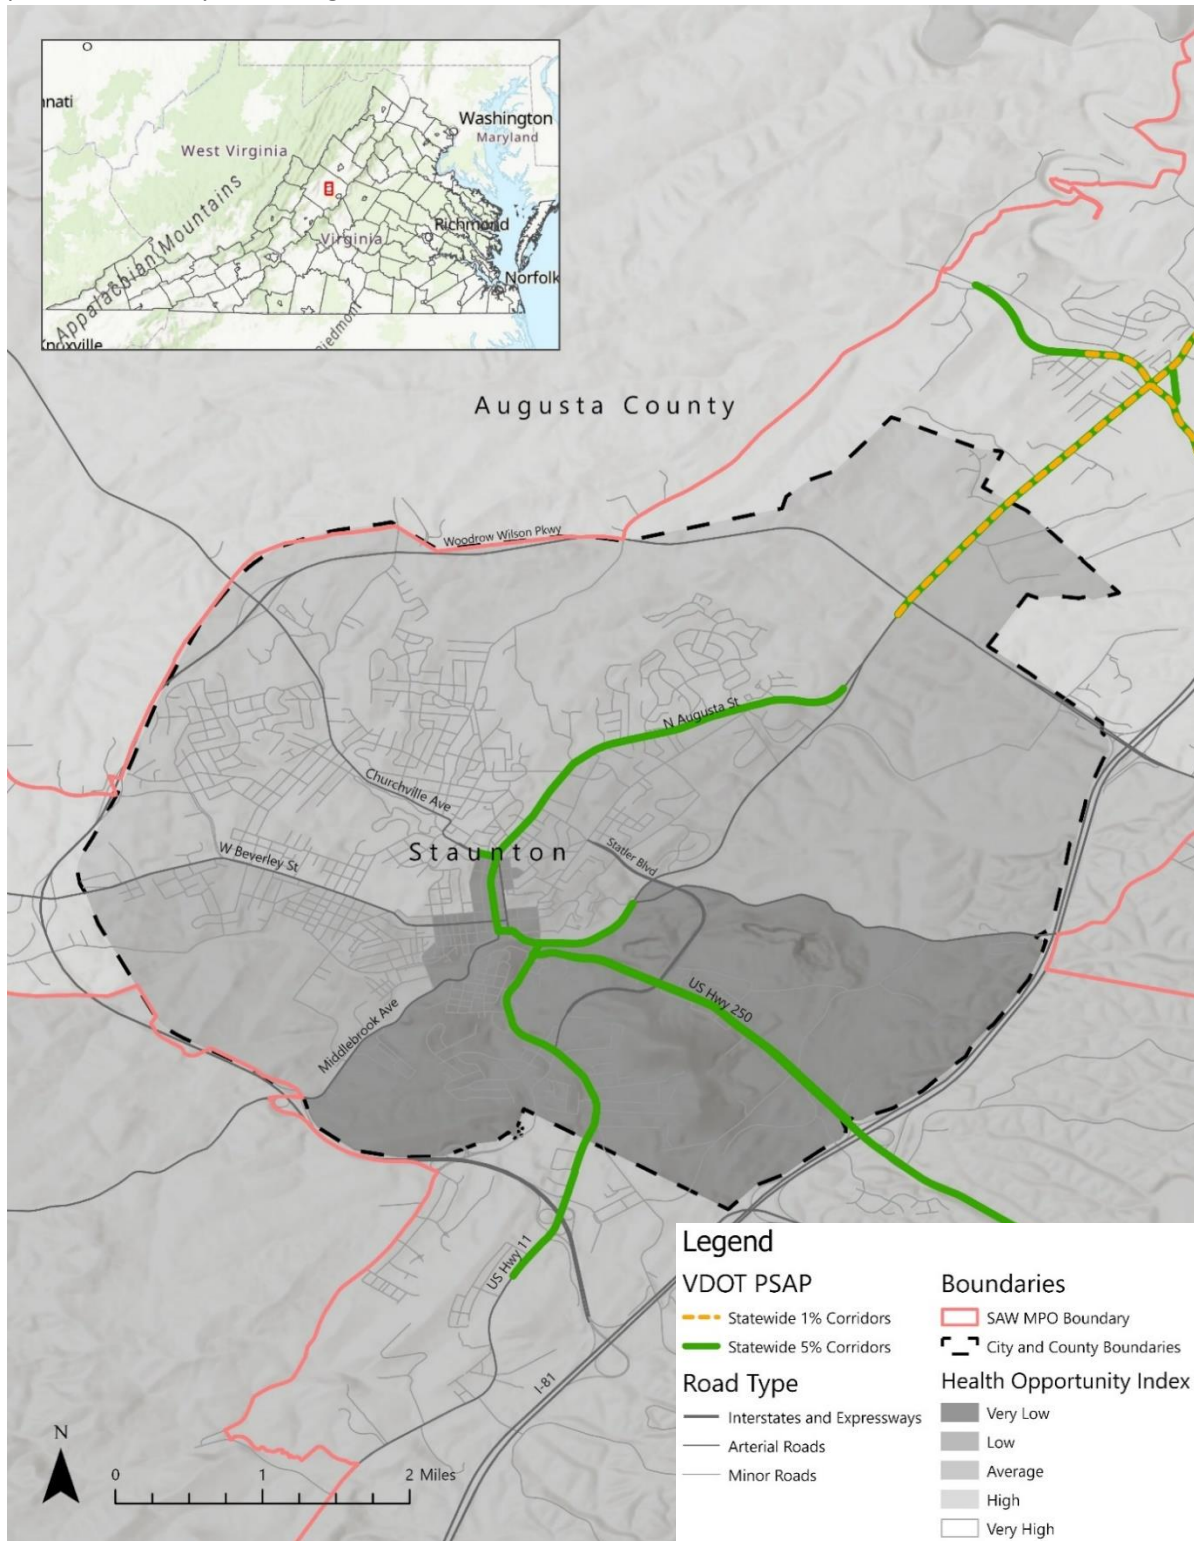 nnati
Washington
Maryland
West Virginia
Appalachian Mountains
Richmond
Virginia
Norfolk
Knoxville
Piedmont
Augusta County
Woodrow Wilson Pkwy
N Augusta St
Churchville Ave
Staunton
Statler Blvd
W Beverley St
US Hwy 250
Middlebrook Ave
US Hwy 11
I-81
N
0 1 2 Miles
Legend
VDOT PSAP
Statewide 1% Corridors
Statewide 5% Corridors
Road Type
Interstates and Expressways
Arterial Roads
Minor Roads
Boundaries
SAW MPO Boundary
City and County Boundaries
Health Opportunity Index
Very Low
Low
Average
High
Very High